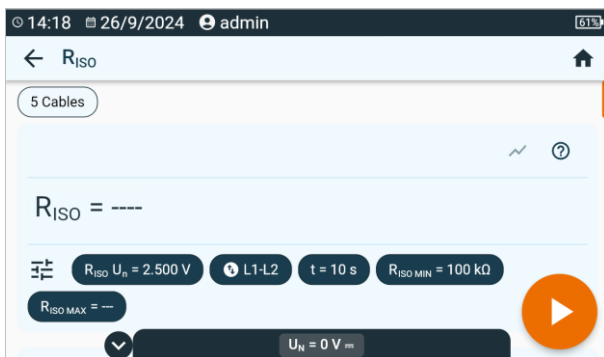 14:18 26/9/2024 admin 61%
RISO
5 Cables
RISO = ----
RISO Un = 2.500 V L1-L2 t = 10 s RISO MIN = 100 kΩ
RISO MAX = ---
UN = 0 V ⎓